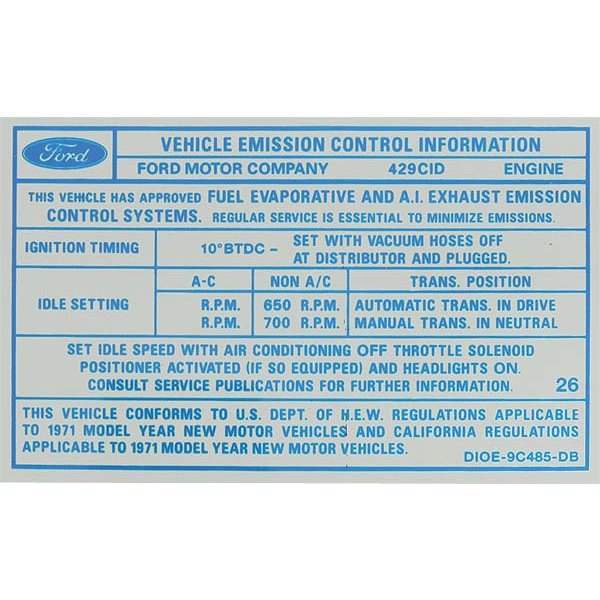 Ford
VEHICLE EMISSION CONTROL INFORMATION
FORD MOTOR COMPANY 429CID ENGINE
THIS VEHICLE HAS APPROVED FUEL EVAPORATIVE AND A.I. EXHAUST EMISSION
CONTROL SYSTEMS. REGULAR SERVICE IS ESSENTIAL TO MINIMIZE EMISSIONS.
IGNITION TIMING 10°BTDC – SET WITH VACUUM HOSES OFF
AT DISTRIBUTOR AND PLUGGED.
A-C NON A/C TRANS. POSITION
IDLE SETTING
R.P.M. 650 R.P.M. AUTOMATIC TRANS. IN DRIVE
R.P.M. 700 R.P.M. MANUAL TRANS. IN NEUTRAL
SET IDLE SPEED WITH AIR CONDITIONING OFF THROTTLE SOLENOID
POSITIONER ACTIVATED (IF SO EQUIPPED) AND HEADLIGHTS ON.
CONSULT SERVICE PUBLICATIONS FOR FURTHER INFORMATION. 26
THIS VEHICLE CONFORMS TO U.S. DEPT. OF H.E.W. REGULATIONS APPLICABLE
TO 1971 MODEL YEAR NEW MOTOR VEHICLES AND CALIFORNIA REGULATIONS
APPLICABLE TO 1971 MODEL YEAR NEW MOTOR VEHICLES.
DIOE-9C485-DB